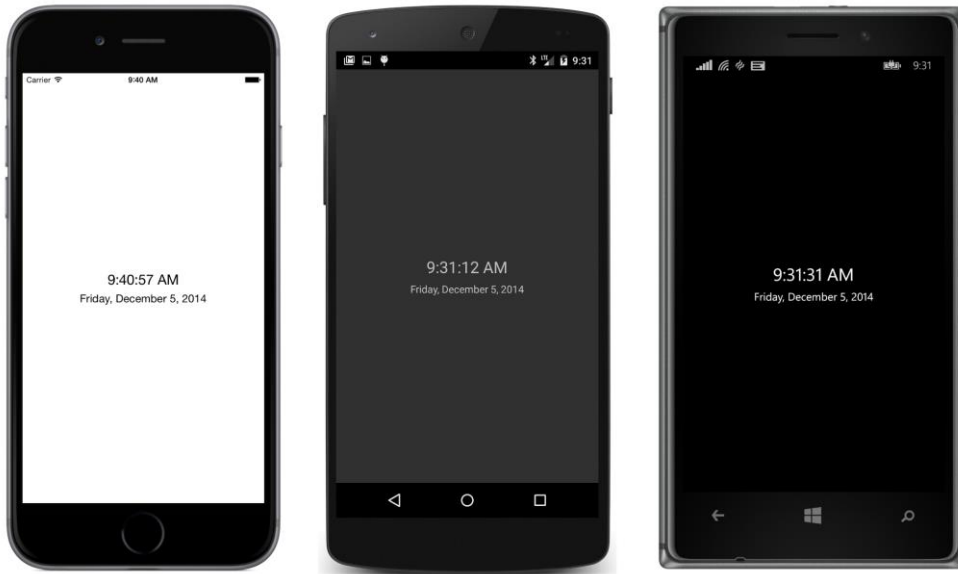 Carrier 9:40 AM
9:40:57 AM
Friday, December 5, 2014
9:31
9:31:12 AM
Friday, December 5, 2014
9:31
9:31:31 AM
Friday, December 5, 2014